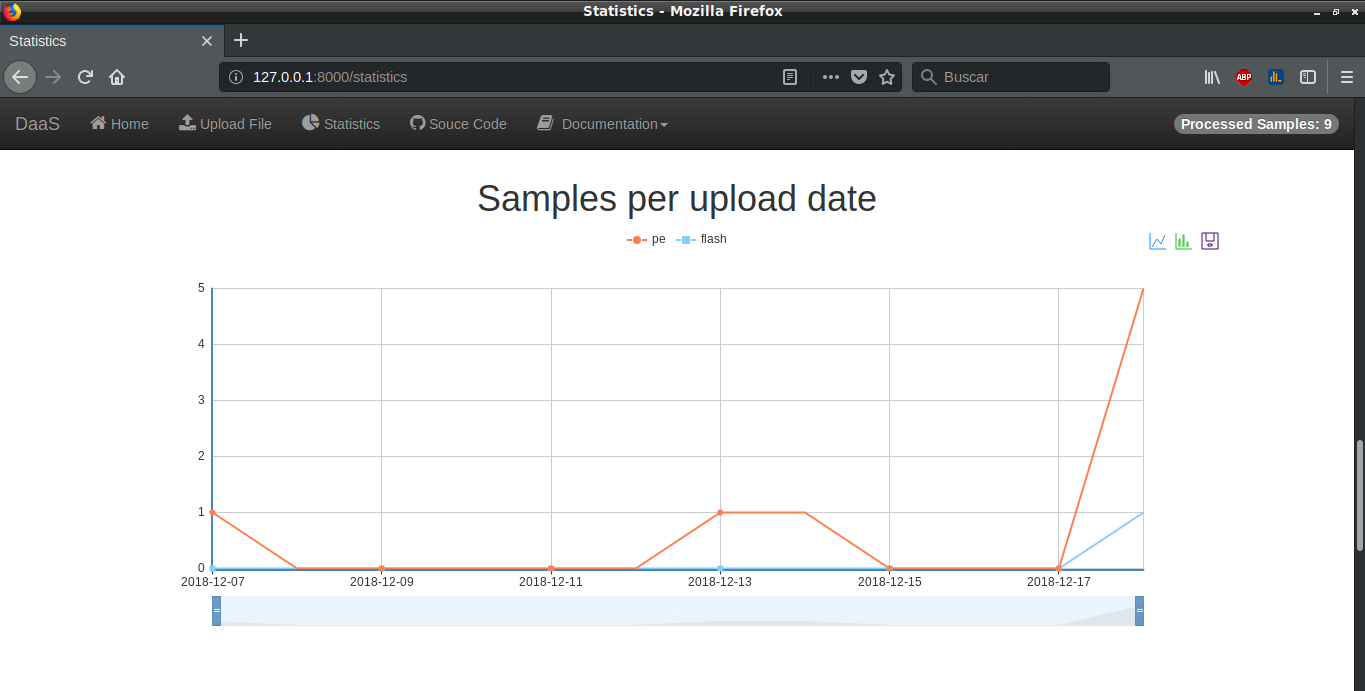 Statistics - Mozilla Firefox
Statistics
127.0.0.1:8000/statistics
Buscar
ABP
DaaS Home Upload File Statistics Souce Code Documentation Processed Samples: 9
Samples per upload date
pe flash
5
4
3
2
1
0
2018-12-07 2018-12-09 2018-12-11 2018-12-13 2018-12-15 2018-12-17